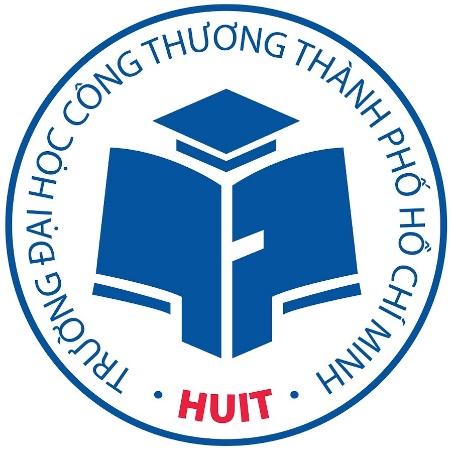 TRƯỜNG ĐẠI HỌC CÔNG THƯƠNG THÀNH PHỐ HỒ CHÍ MINH
HUIT